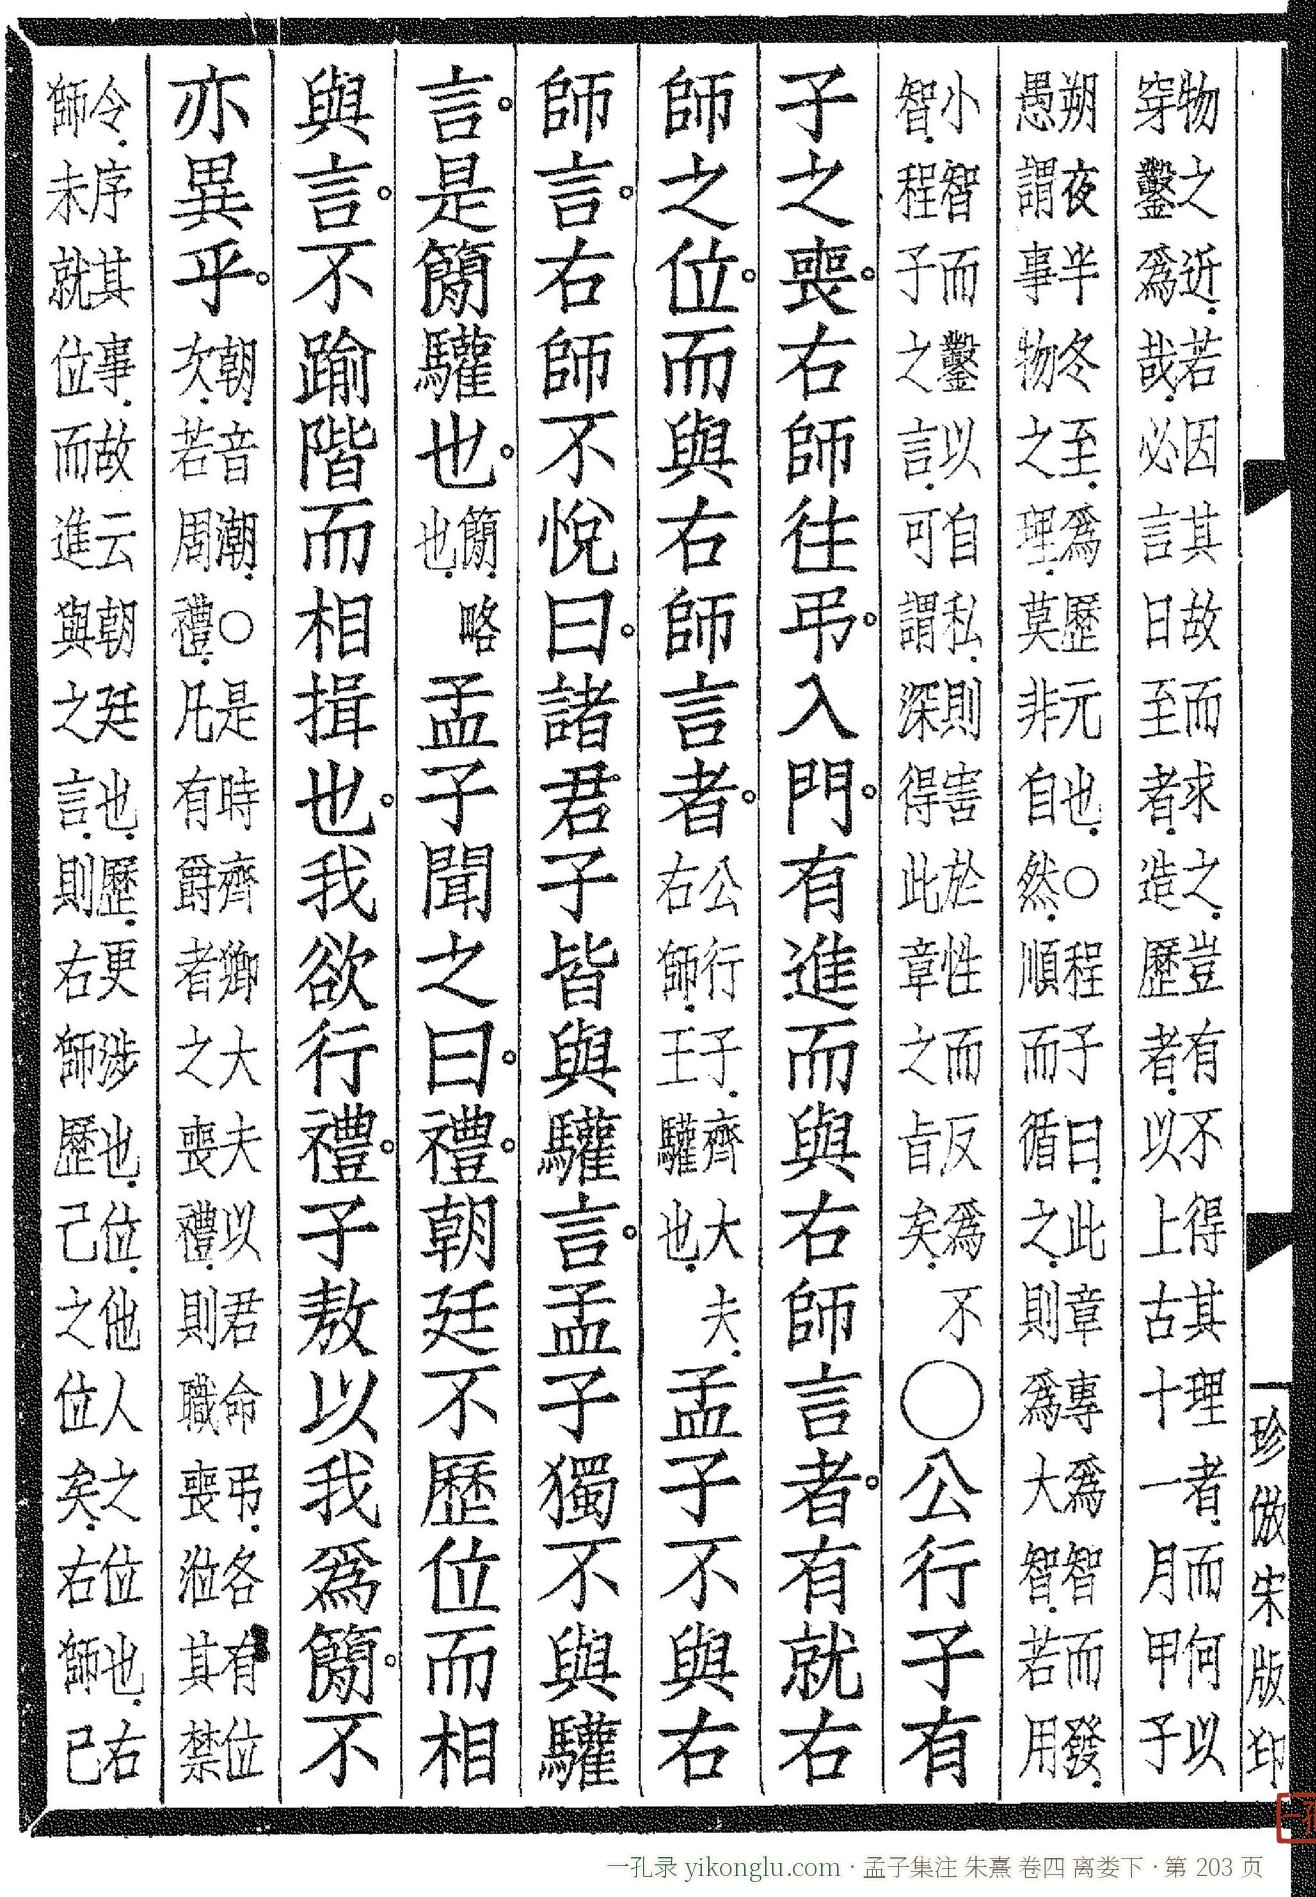 珍倣宋版印
物之近.若因其故而求之.豈有不得其理者.而何以
穿鑿爲哉.必言日至者.造歷者.以上古十一月甲子
朔夜半冬至.爲歷元也.○程子曰.此章專爲智而發.
愚謂事物之理.莫非自然.順而循之.則爲大智.若用
小智而鑿以自私.則害於性而反爲不
智.程子之言.可謂深得此章之旨矣.
○公行子有
子之喪。右師往弔。入門。有進而與右師言者。有就右
師之位。而與右師言者。
公行子.齊大夫.
右師.王驩也.
孟子不與右
師言。右師不悅曰。諸君子皆與驩言。孟子獨不與驩
言。是簡驩也。
簡.略
也.
孟子聞之曰。禮。朝廷不歷位而相
與言。不踰階而相揖也。我欲行禮。子敖以我爲簡。不
亦異乎。
朝.音潮.○是時齊卿大夫以君命弔.各有位
次.若周禮.凡有爵者之喪禮.則職喪涖其禁
令.序其事.故云朝廷也.歷.更涉也.位.他人之位也.右
師未就位而進與之言.則右師歷己之位矣.右師已
一孔录 yikonglu.com · 孟子集注 朱熹 卷四 离娄下 · 第 203 页